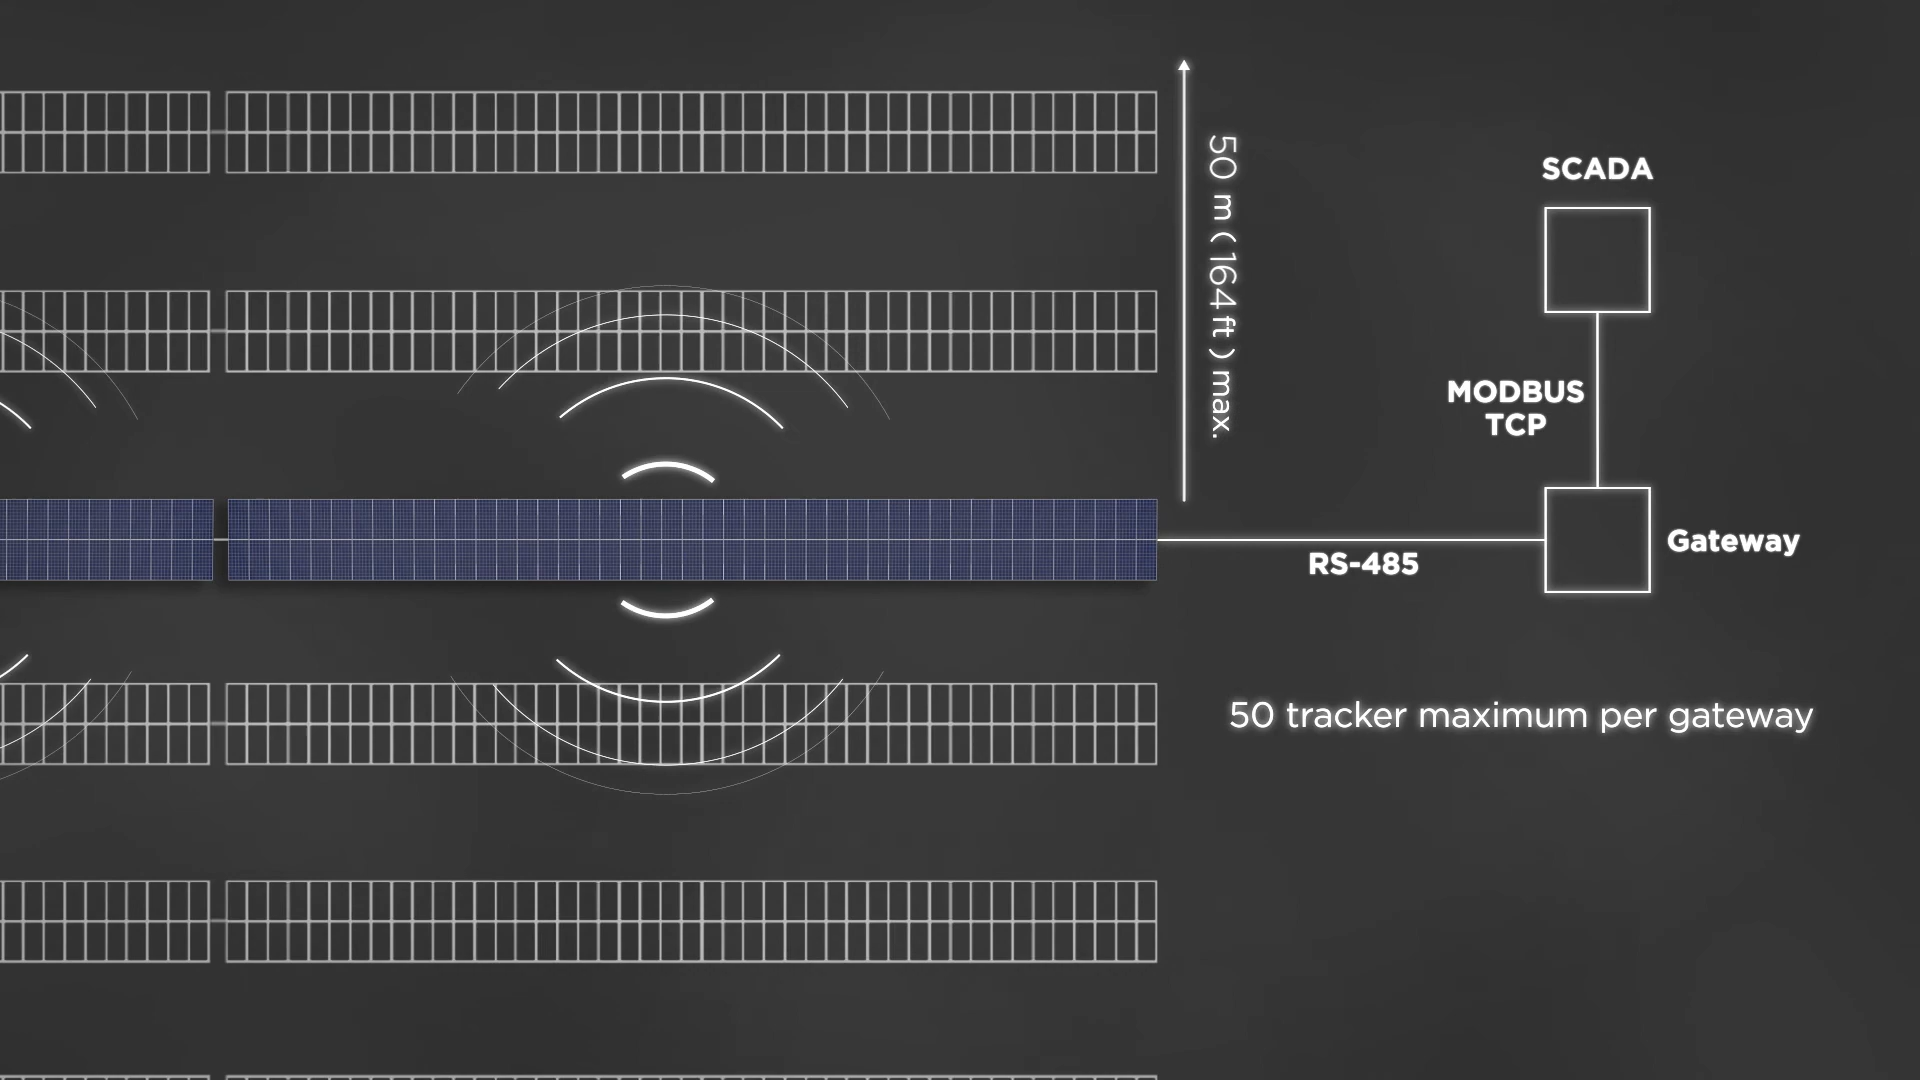 50 m ( 164 ft ) max.
SCADA
MODBUS
TCP
Gateway
RS-485
50 tracker maximum per gateway